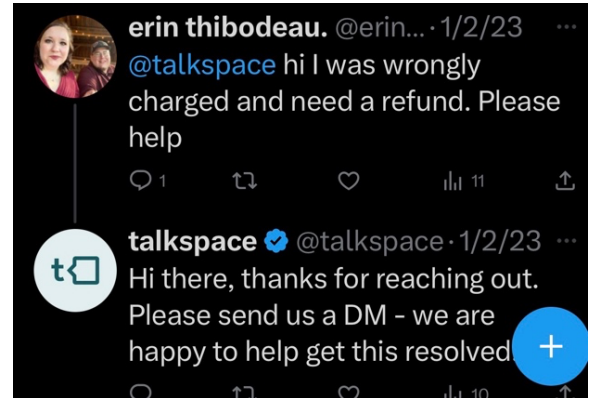 erin thibodeau. @erin... · 1/2/23 ...
@talkspace hi I was wrongly
charged and need a refund. Please
help
1 11
talkspace @talkspace · 1/2/23 ...
t
Hi there, thanks for reaching out.
Please send us a DM - we are
happy to help get this resolved.
+
10